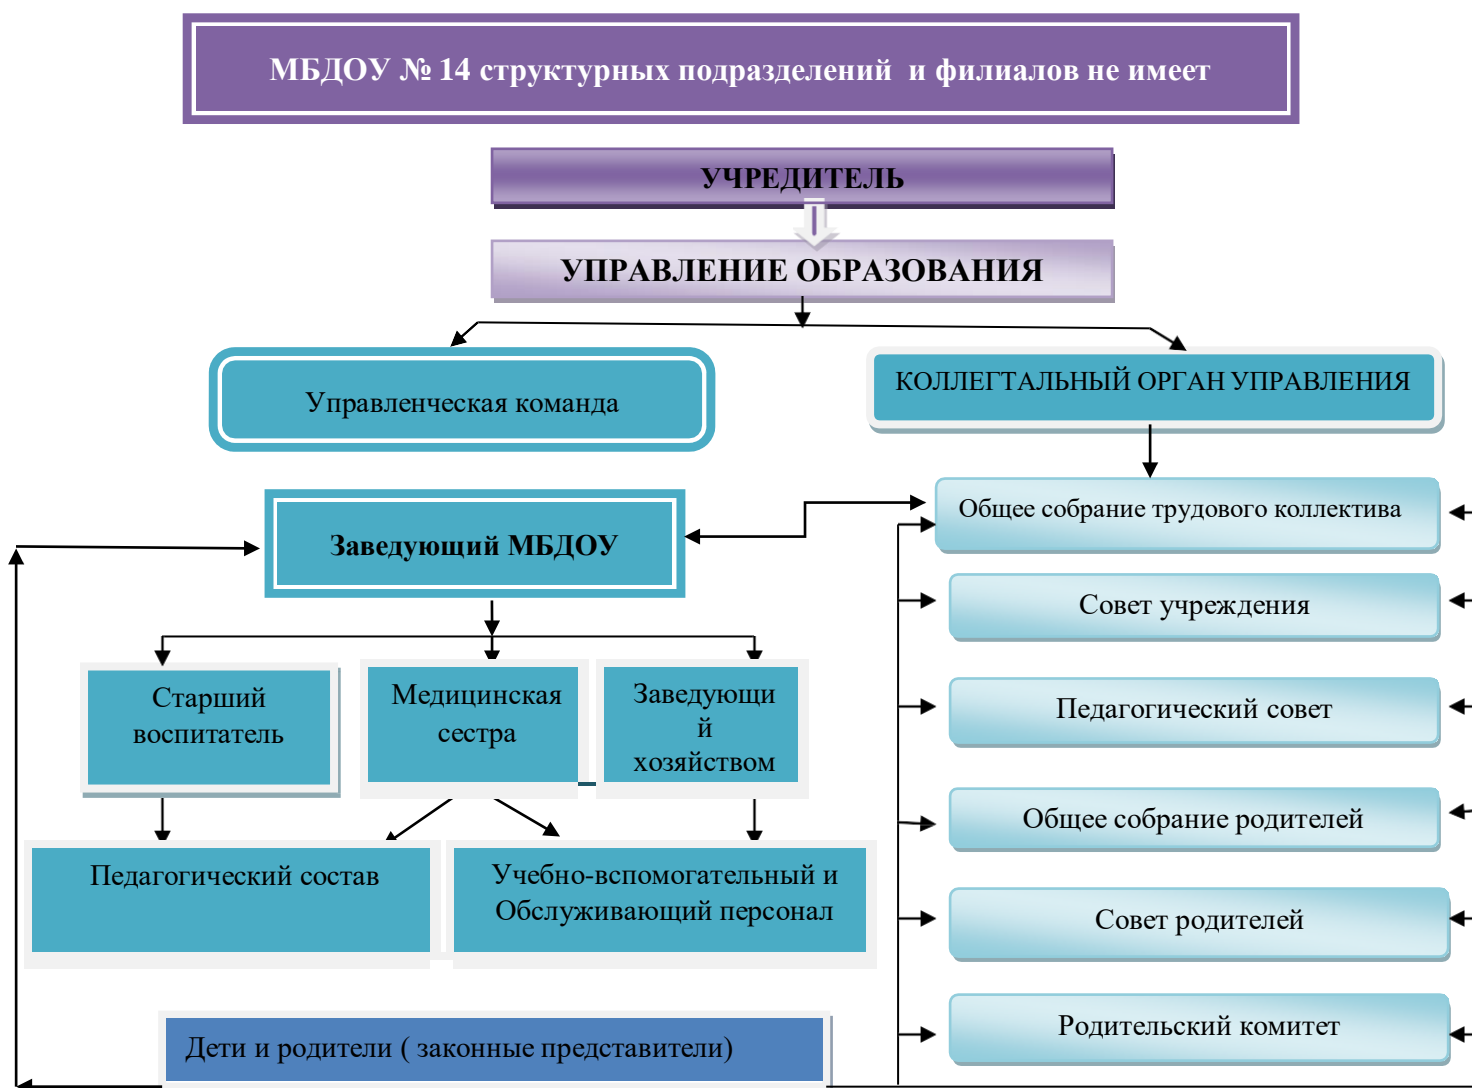 МБДОУ № 14 структурных подразделений и филиалов не имеет
УЧРЕДИТЕЛЬ
УПРАВЛЕНИЕ ОБРАЗОВАНИЯ
Управленческая команда
КОЛЛЕГТАЛЬНЫЙ ОРГАН УПРАВЛЕНИЯ
Заведующий МБДОУ
Общее собрание трудового коллектива
Совет учреждения
Старший
воспитатель
Медицинская
сестра
Заведующи
й
хозяйством
Педагогический совет
Общее собрание родителей
Педагогический состав
Учебно-вспомогательный и
Обслуживающий персонал
Совет родителей
Родительский комитет
Дети и родители ( законные представители)